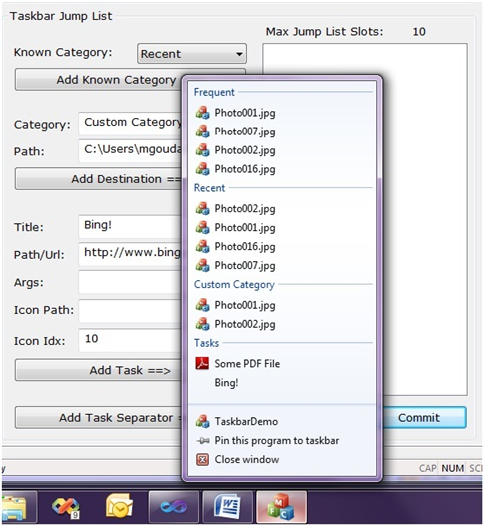 Taskbar Jump List
Max Jump List Slots: 10
Known Category: Recent
Add Known Category
Category: Custom Category
Path: C:\Users\mgouda
Add Destination ==
Title: Bing!
Path/Url: http://www.bing
Args:
Icon Path:
Icon Idx: 10
Add Task ==>
Add Task Separator =
Frequent
Photo001.jpg
Photo007.jpg
Photo002.jpg
Photo016.jpg
Recent
Photo002.jpg
Photo001.jpg
Photo016.jpg
Photo007.jpg
Custom Category
Photo001.jpg
Photo002.jpg
Tasks
Some PDF File
Bing!
TaskbarDemo
Pin this program to taskbar
Close window
Commit
CAP NUM
9